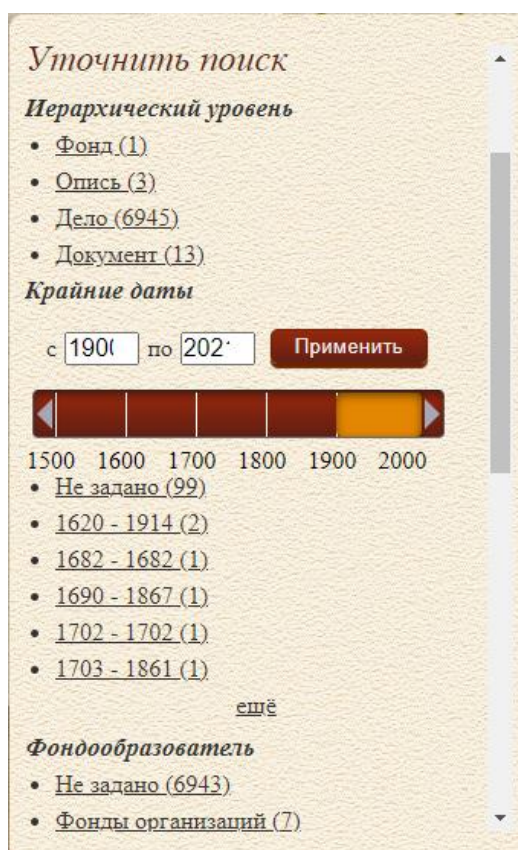 Уточнить поиск
Иерархический уровень
Фонд (1)
Опись (3)
Дело (6945)
Документ (13)
Крайние даты
с 1900 по 202 Применить
1500 1600 1700 1800 1900 2000
Не задано (99)
1620 - 1914 (2)
1682 - 1682 (1)
1690 - 1867 (1)
1702 - 1702 (1)
1703 - 1861 (1)
ещё
Фондообразователь
Не задано (6943)
Фонды организаций (7)